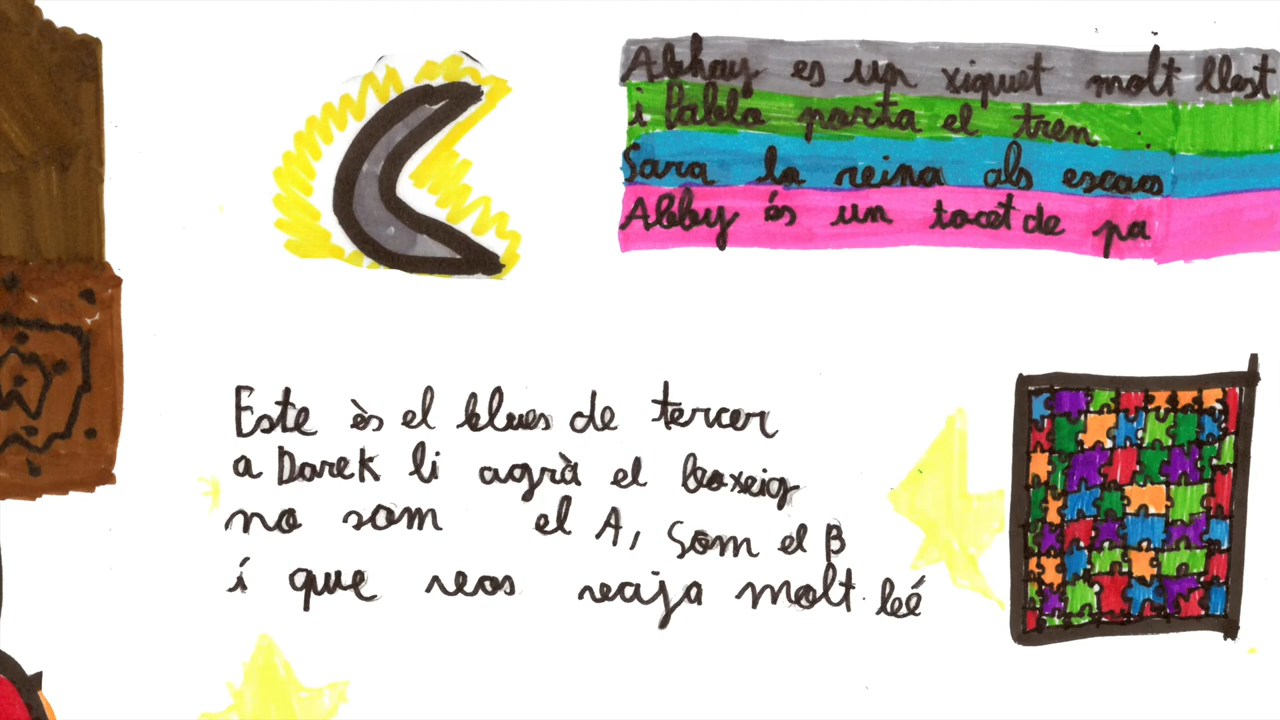 Abhay es un xiquet molt llest
i Pablo porta el tren
Sara la reina als escacs
Abby és un tocet de pa
Este és el blues de tercer
a Darek li agrà el boxeig
no som el A, som el B
i que vos vaja molt bé